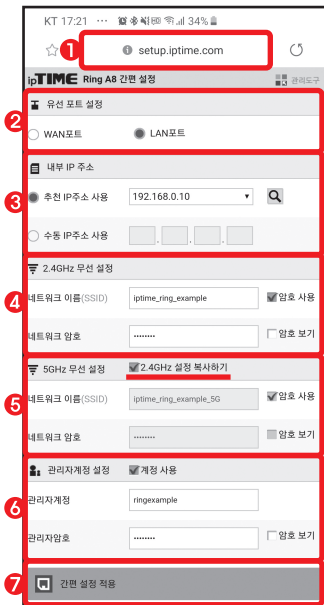 KT 17:21 ··· 34%
1 setup.iptime.com
ipTIME Ring A8 간편 설정 관리도구
2 유선 포트 설정
WAN포트 LAN포트
내부 IP 주소
3 추천 IP주소 사용 192.168.0.10
수동 IP주소 사용 . . .
2.4GHz 무선 설정
4 네트워크 이름(SSID) iptime_ring_example 암호 사용
네트워크 암호 •••••••• 암호 보기
5GHz 무선 설정 2.4GHz 설정 복사하기
5 네트워크 이름(SSID) iptime_ring_example_5G 암호 사용
네트워크 암호 •••••••• 암호 보기
관리자계정 설정 계정 사용
6 관리자계정 ringexample
관리자암호 •••••••• 암호 보기
7 간편 설정 적용